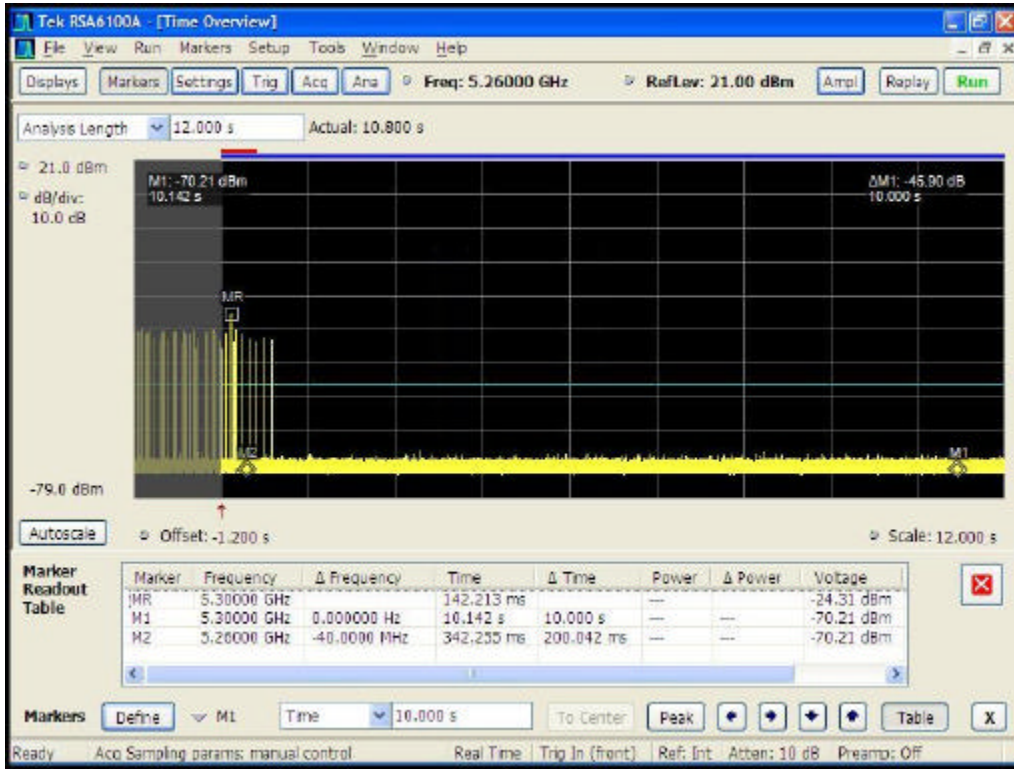 Tek RSA6100A - [Time Overview]
File View Run Markers Setup Tools Window Help
Displays Markers Settings Trig Acq Ana Freq: 5.26000 GHz RefLev: 21.00 dBm Ampl Replay Run
Analysis Length 12.000 s Actual: 10.800 s
21.0 dBm
dB/div:
10.0 dB
M1: -70.21 dBm
10.142 s
ΔM1: -45.90 dB
10.000 s
MR
M2
M1
-79.0 dBm
Autoscale Offset: -1.200 s Scale: 12.000 s
Marker Readout Table
Marker Frequency Δ Frequency Time Δ Time Power Δ Power Voltage
MR 5.30000 GHz 142.213 ms --- -24.31 dBm
M1 5.30000 GHz 0.000000 Hz 10.142 s 10.000 s --- --- -70.21 dBm
M2 5.26000 GHz -40.0000 MHz 342.255 ms 200.042 ms --- --- -70.21 dBm
Markers Define M1 Time 10.000 s To Center Peak Table X
Ready Acq Sampling params: manual control Real Time Trig In (front) Ref: Int Atten: 10 dB Preamp: Off